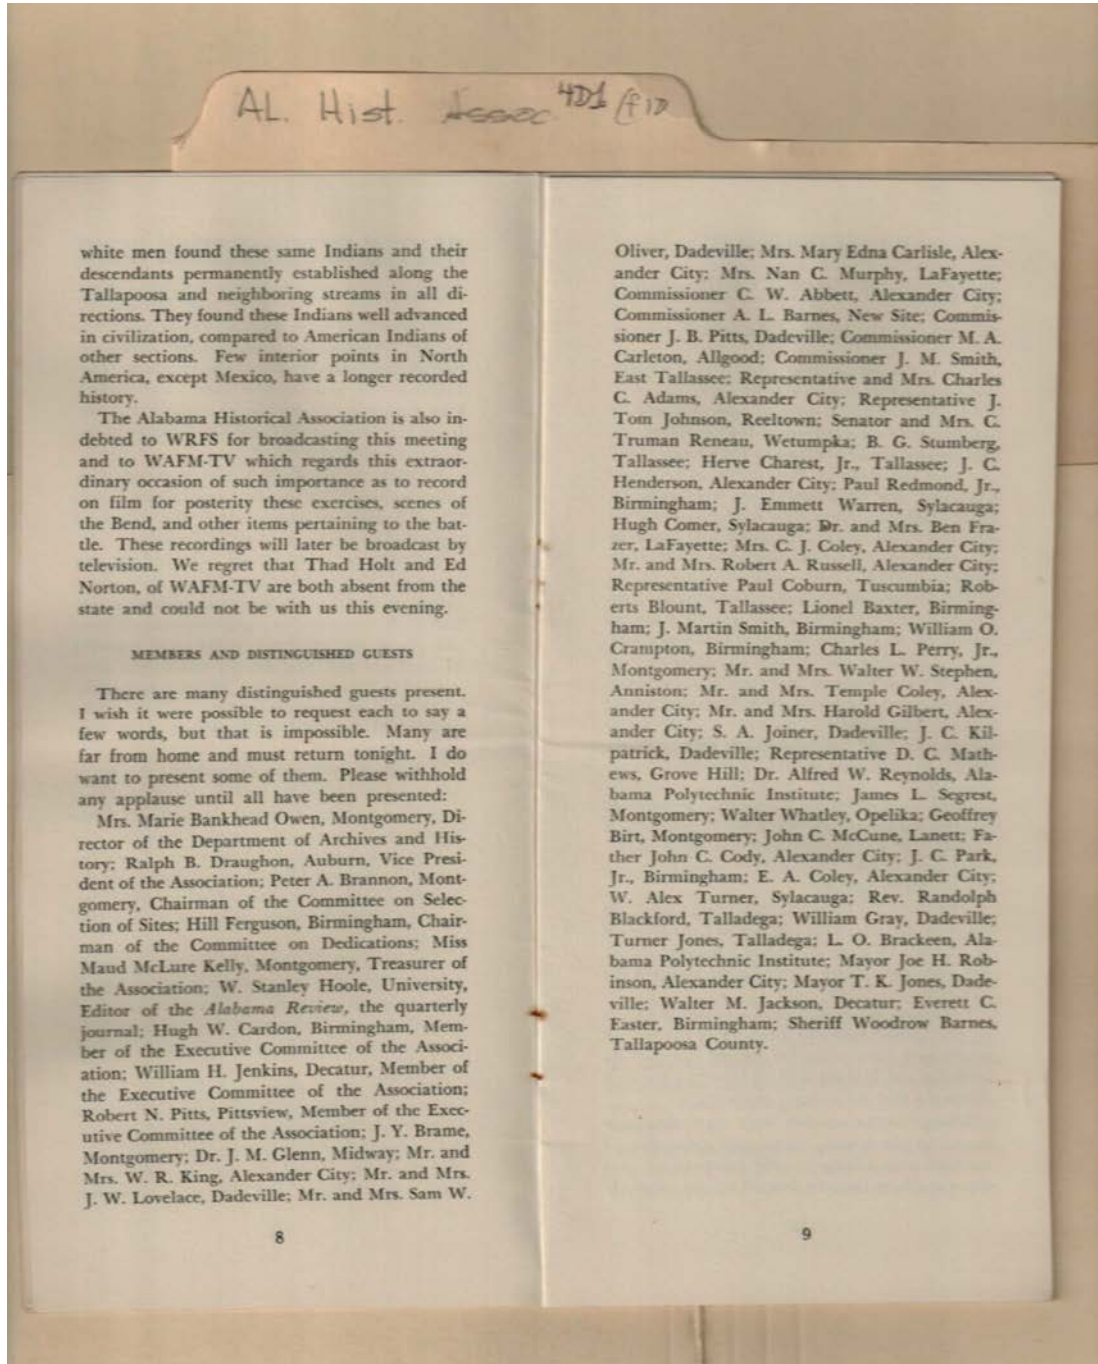 AL. Hist. Assoc. 4D1 (f10
white men found these same Indians and their
descendants permanently established along the
Tallapoosa and neighboring streams in all di-
rections. They found these Indians well advanced
in civilization, compared to American Indians of
other sections. Few interior points in North
America, except Mexico, have a longer recorded
history.
The Alabama Historical Association is also in-
debted to WRFS for broadcasting this meeting
and to WAFM-TV which regards this extraor-
dinary occasion of such importance as to record
on film for posterity these exercises, scenes of
the Bend, and other items pertaining to the bat-
tle. These recordings will later be broadcast by
television. We regret that Thad Holt and Ed
Norton, of WAFM-TV are both absent from the
state and could not be with us this evening.
MEMBERS AND DISTINGUISHED GUESTS
There are many distinguished guests present.
I wish it were possible to request each to say a
few words, but that is impossible. Many are
far from home and must return tonight. I do
want to present some of them. Please withhold
any applause until all have been presented:
Mrs. Marie Bankhead Owen, Montgomery, Di-
rector of the Department of Archives and His-
tory; Ralph B. Draughon, Auburn, Vice Presi-
dent of the Association; Peter A. Brannon, Mont-
gomery, Chairman of the Committee on Selec-
tion of Sites; Hill Ferguson, Birmingham, Chair-
man of the Committee on Dedications; Miss
Maud McLure Kelly, Montgomery, Treasurer of
the Association; W. Stanley Hoole, University,
Editor of the Alabama Review, the quarterly
journal; Hugh W. Cardon, Birmingham, Mem-
ber of the Executive Committee of the Associ-
ation; William H. Jenkins, Decatur, Member of
the Executive Committee of the Association;
Robert N. Pitts, Pittsview, Member of the Exec-
utive Committee of the Association; J. Y. Brame,
Montgomery; Dr. J. M. Glenn, Midway; Mr. and
Mrs. W. R. King, Alexander City; Mr. and Mrs.
J. W. Lovelace, Dadeville; Mr. and Mrs. Sam W.
8
Oliver, Dadeville; Mrs. Mary Edna Carlisle, Alex-
ander City; Mrs. Nan C. Murphy, LaFayette;
Commissioner C. W. Abbett, Alexander City;
Commissioner A. L. Barnes, New Site; Commis-
sioner J. B. Pitts, Dadeville; Commissioner M. A.
Carleton, Allgood; Commissioner J. M. Smith,
East Tallassee; Representative and Mrs. Charles
C. Adams, Alexander City; Representative J.
Tom Johnson, Reeltown; Senator and Mrs. C.
Truman Reneau, Wetumpka; B. G. Stumberg,
Tallassee; Herve Charest, Jr., Tallassee; J. C.
Henderson, Alexander City; Paul Redmond, Jr.,
Birmingham; J. Emmett Warren, Sylacauga;
Hugh Comer, Sylacauga; Dr. and Mrs. Ben Fra-
zer, LaFayette; Mrs. C. J. Coley, Alexander City;
Mr. and Mrs. Robert A. Russell, Alexander City;
Representative Paul Coburn, Tuscumbia; Rob-
erts Blount, Tallassee; Lionel Baxter, Birming-
ham; J. Martin Smith, Birmingham; William O.
Crampton, Birmingham; Charles L. Perry, Jr.,
Montgomery; Mr. and Mrs. Walter W. Stephen,
Anniston; Mr. and Mrs. Temple Coley, Alex-
ander City; Mr. and Mrs. Harold Gilbert, Alex-
ander City; S. A. Joiner, Dadeville; J. C. Kil-
patrick, Dadeville; Representative D. C. Math-
ews, Grove Hill; Dr. Alfred W. Reynolds, Ala-
bama Polytechnic Institute; James L. Segrest,
Montgomery; Walter Whatley, Opelika; Geoffrey
Birt, Montgomery; John C. McCune, Lanett; Fa-
ther John C. Cody, Alexander City; J. C. Park,
Jr., Birmingham; E. A. Coley, Alexander City;
W. Alex Turner, Sylacauga; Rev. Randolph
Blackford, Talladega; William Gray, Dadeville;
Turner Jones, Talladega; L. O. Brackeen, Ala-
bama Polytechnic Institute; Mayor Joe H. Rob-
inson, Alexander City; Mayor T. K. Jones, Dade-
ville; Walter M. Jackson, Decatur; Everett C.
Easter, Birmingham; Sheriff Woodrow Barnes,
Tallapoosa County.
9